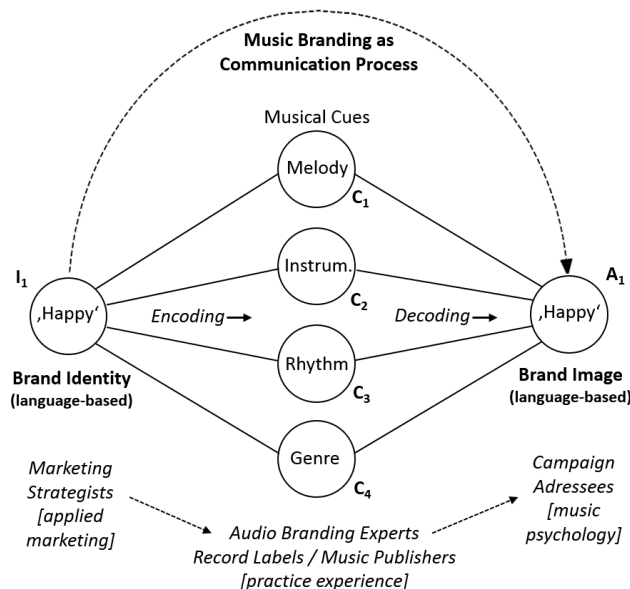 Music Branding as
Communication Process
Musical Cues
Melody
C1
I1
A1
Instrum.
C2
‚Happy‘
Encoding
Decoding
‚Happy‘
Rhythm
C3
Brand Identity
(language-based)
Brand Image
(language-based)
Genre
C4
Marketing
Strategists
[applied
marketing]
Audio Branding Experts
Record Labels / Music Publishers
[practice experience]
Campaign
Adressees
[music
psychology]